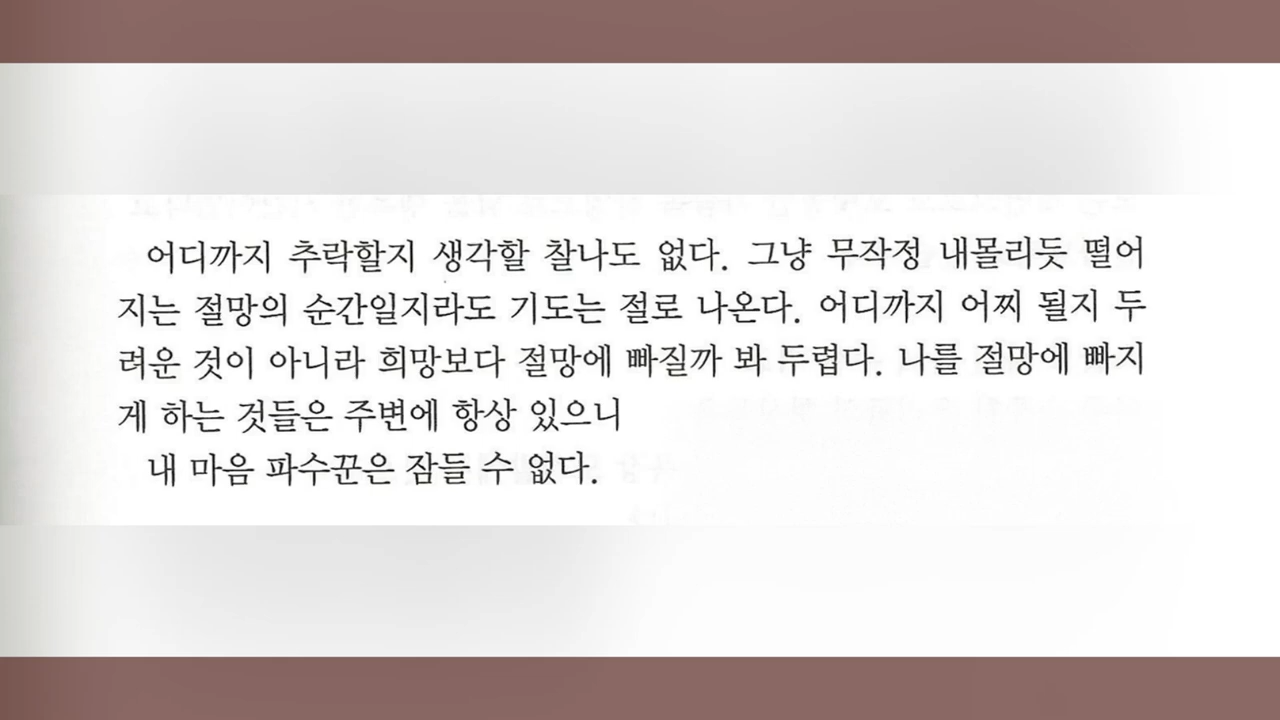 어디까지 추락할지 생각할 찰나도 없다. 그냥 무작정 내몰리듯 떨어
지는 절망의 순간일지라도 기도는 절로 나온다. 어디까지 어찌 될지 두
려운 것이 아니라 희망보다 절망에 빠질까 봐 두렵다. 나를 절망에 빠지
게 하는 것들은 주변에 항상 있으니
내 마음 파수꾼은 잠들 수 없다.